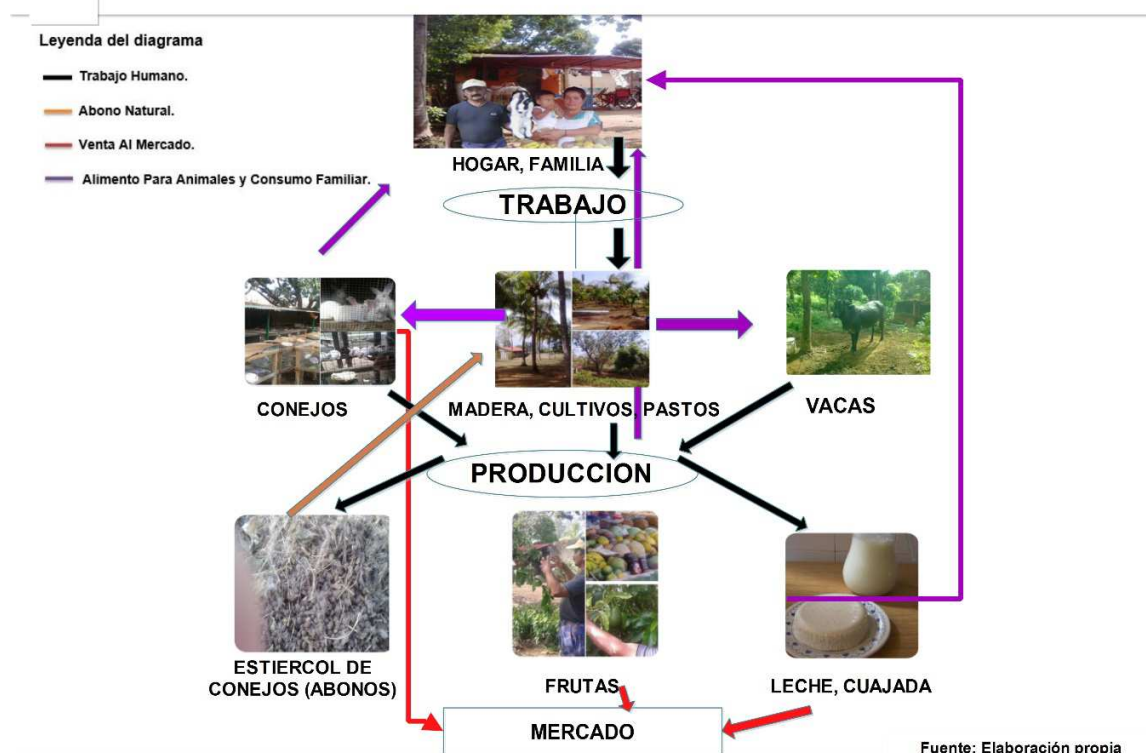 Leyenda del diagrama
Trabajo Humano.
Abono Natural.
Venta Al Mercado.
Alimento Para Animales y Consumo Familiar.
HOGAR, FAMILIA
TRABAJO
CONEJOS
MADERA, CULTIVOS, PASTOS
VACAS
PRODUCCION
ESTIERCOL DE
CONEJOS (ABONOS)
FRUTAS
LECHE, CUAJADA
MERCADO
Fuente: Elaboración propia